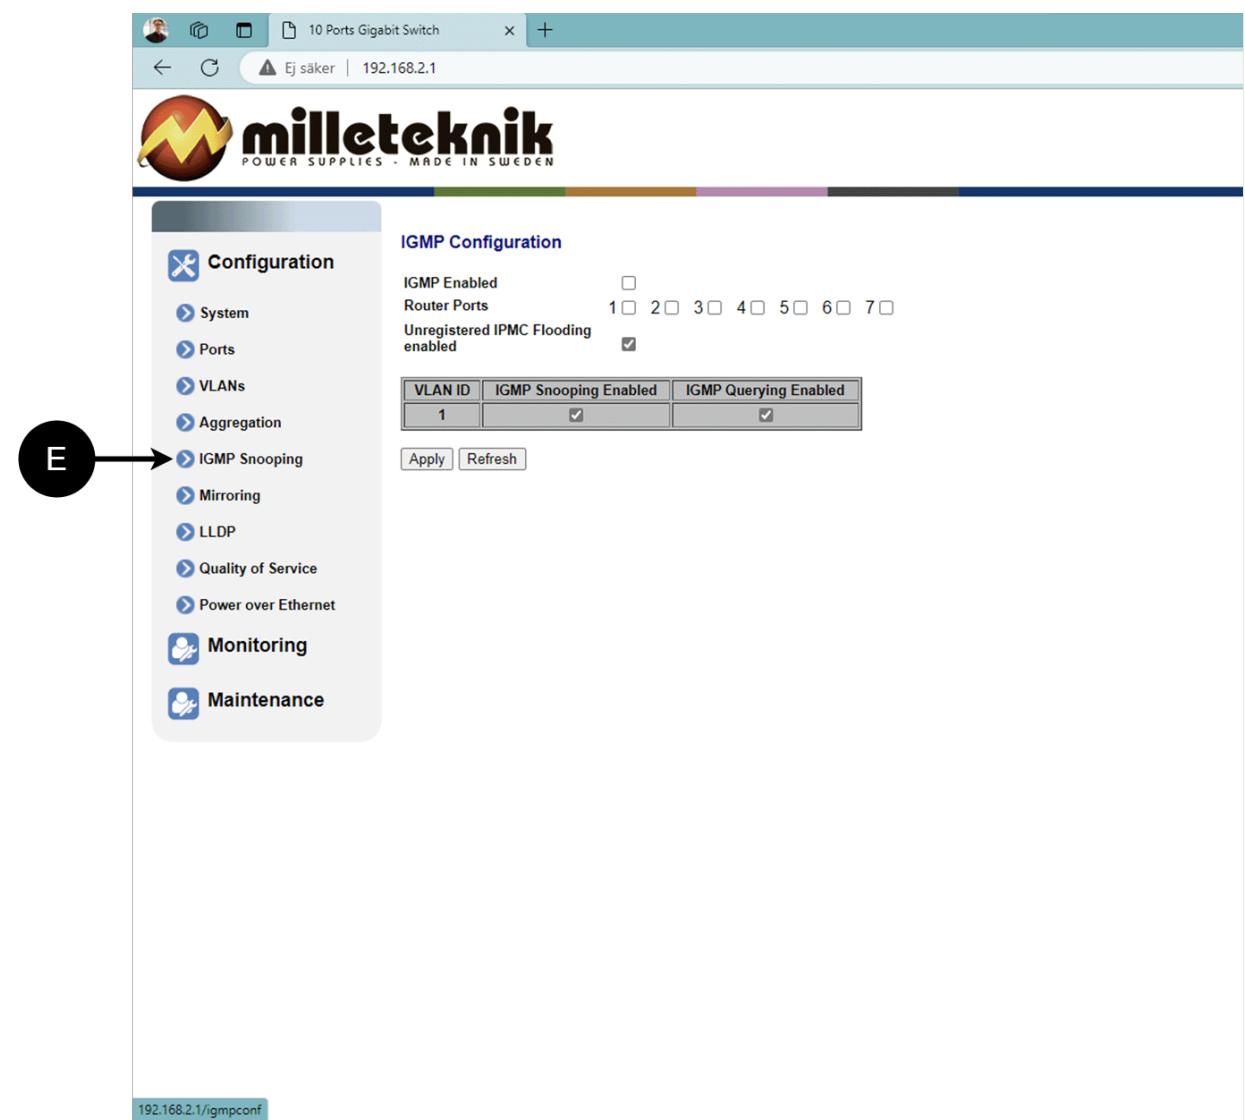 10 Ports Gigabit Switch
Ej säker | 192.168.2.1
milleteknik
POWER SUPPLIES - MADE IN SWEDEN
Configuration
System
Ports
VLANs
Aggregation
E
IGMP Snooping
Mirroring
LLDP
Quality of Service
Power over Ethernet
Monitoring
Maintenance
IGMP Configuration
IGMP Enabled
Router Ports 1 2 3 4 5 6 7
Unregistered IPMC Flooding
enabled
VLAN ID IGMP Snooping Enabled IGMP Querying Enabled
1
Apply Refresh
192.168.2.1/igmpconf